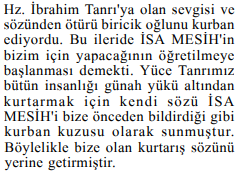 Hz. İbrahim Tanrı'ya olan sevgisi ve
sözünden ötürü biricik oğlunu kurban
ediyordu. Bu ileride İSA MESİH'in
bizim için yapacağının öğretilmeye
başlanması demekti. Yüce Tanrımız
bütün insanlığı günah yükü altından
kurtarmak için kendi sözü İSA
MESİH'i bize önceden bildirdiği gibi
kurban kuzusu olarak sunmuştur.
Böylelikle bize olan kurtarış sözünü
yerine getirmiştir.